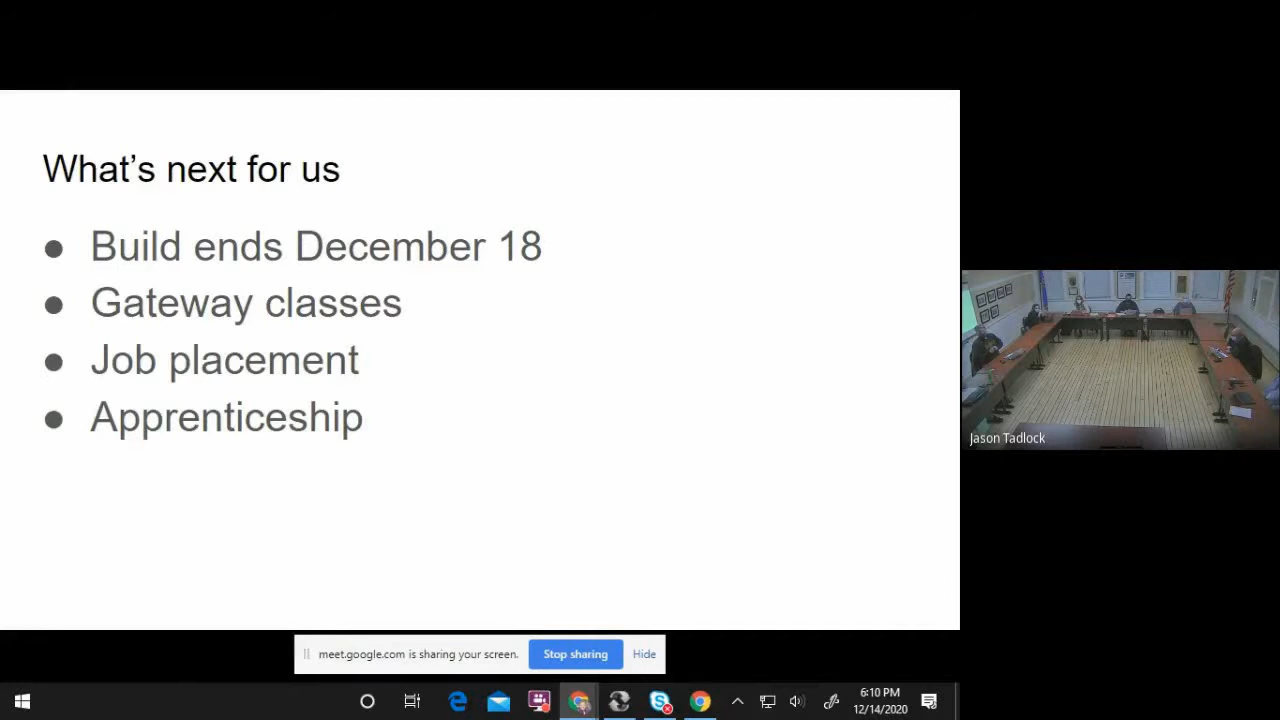 What's next for us
● Build ends December 18
● Gateway classes
● Job placement
● Apprenticeship
Jason Tadlock
meet.google.com is sharing your screen.
Stop sharing
Hide
6:10 PM
12/14/2020